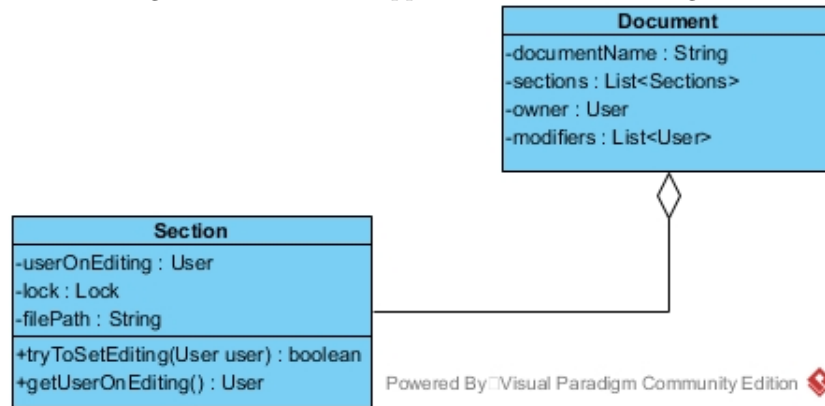 Document
-documentName : String
-sections : List<Sections>
-owner : User
-modifiers : List<User>
Section
-userOnEditing : User
-lock : Lock
-filePath : String
+tryToSetEditing(User user) : boolean
+getUserOnEditing() : User
Powered By Visual Paradigm Community Edition